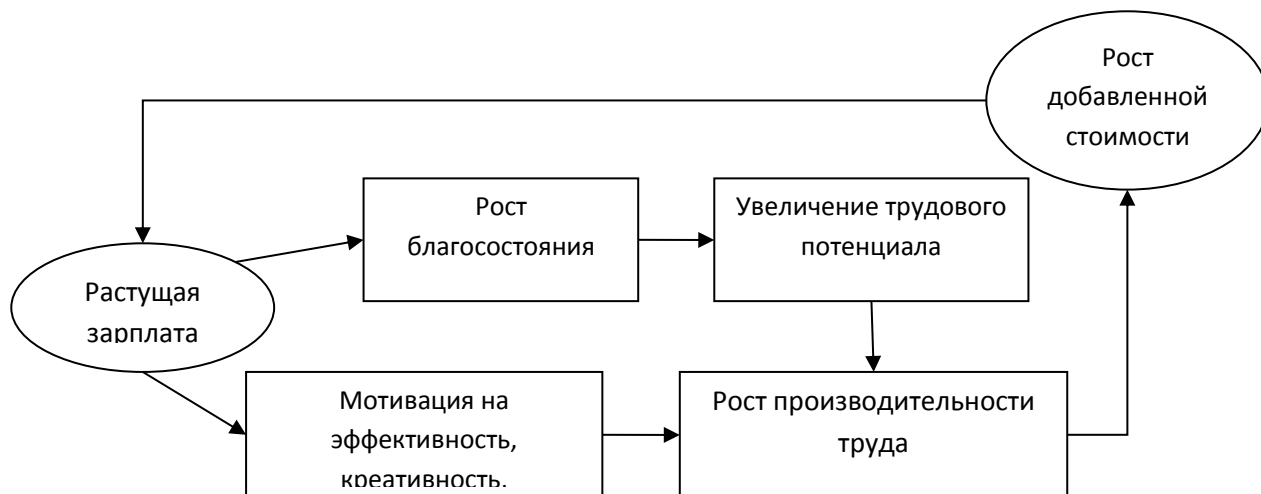 Рост
добавленной
стоимости
Рост
благосостояния
Увеличение трудового
потенциала
Растущая
зарплата
Мотивация на
эффективность,
креативность,
Рост производительности
труда